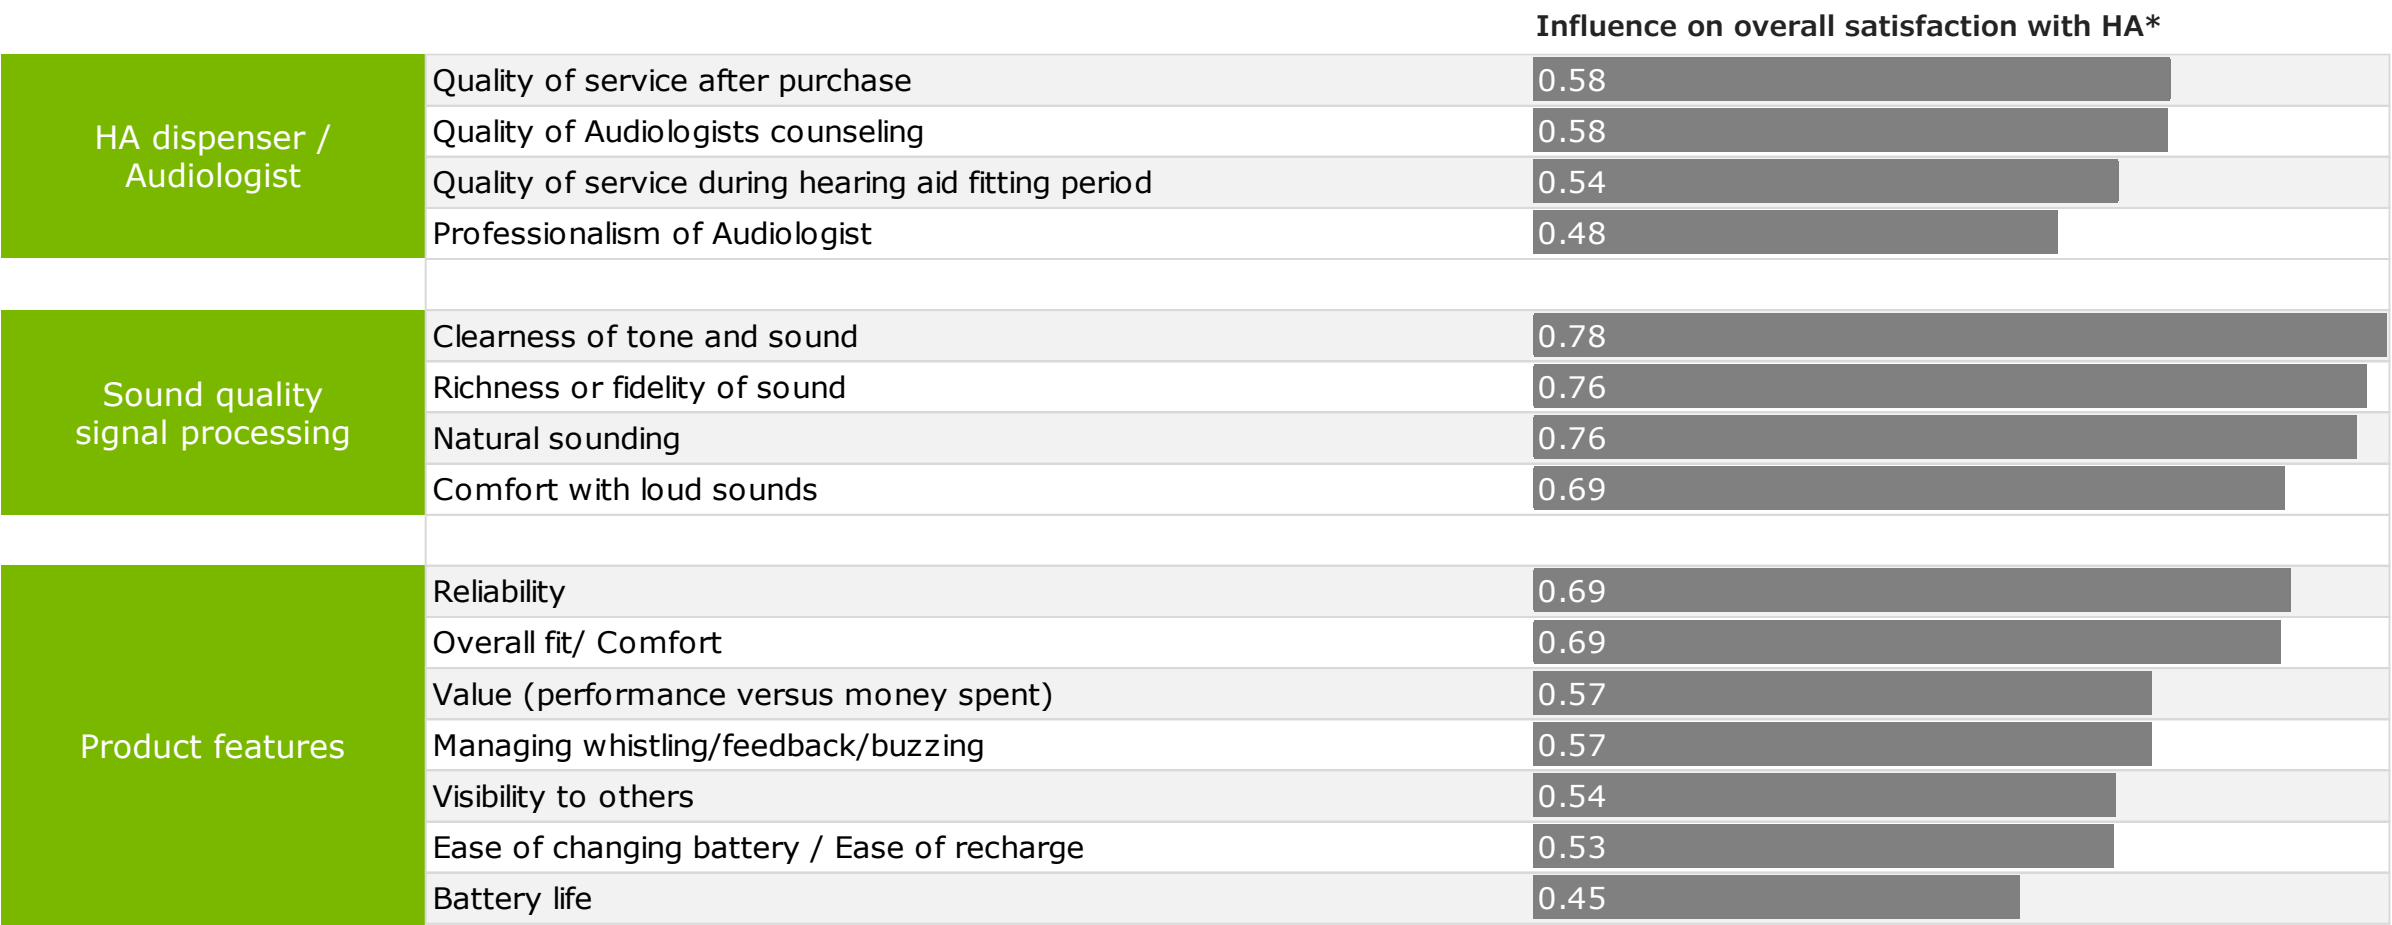 Influence on overall satisfaction with HA*
HA dispenser /
Audiologist
Quality of service after purchase 0.58
Quality of Audiologists counseling 0.58
Quality of service during hearing aid fitting period 0.54
Professionalism of Audiologist 0.48
Sound quality
signal processing
Clearness of tone and sound 0.78
Richness or fidelity of sound 0.76
Natural sounding 0.76
Comfort with loud sounds 0.69
Product features
Reliability 0.69
Overall fit/ Comfort 0.69
Value (performance versus money spent) 0.57
Managing whistling/feedback/buzzing 0.57
Visibility to others 0.54
Ease of changing battery / Ease of recharge 0.53
Battery life 0.45